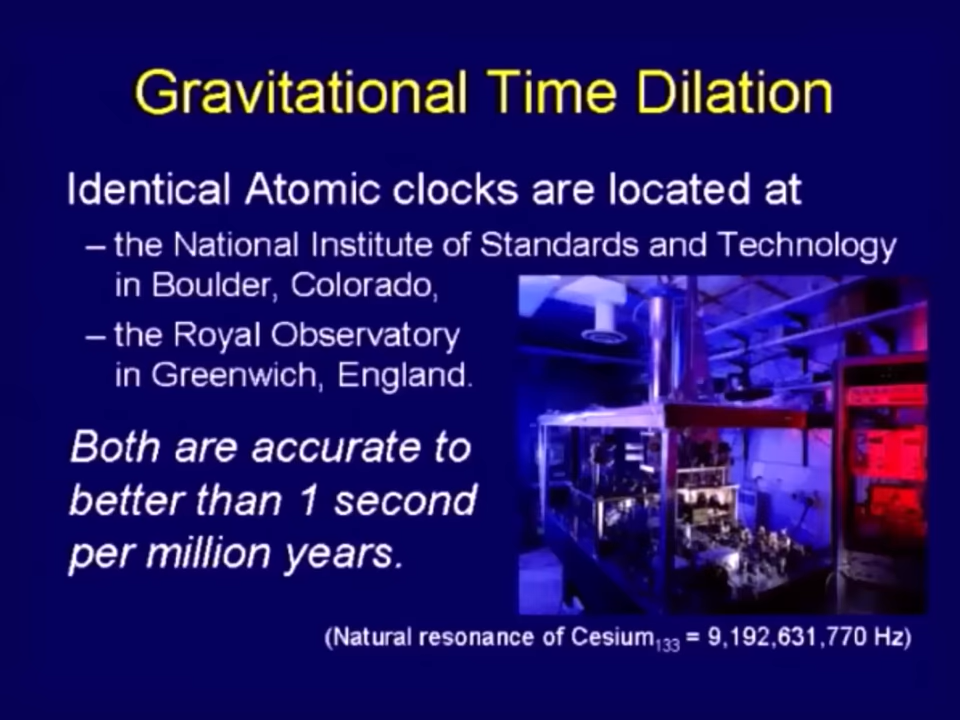 Gravitational Time Dilation
Identical Atomic clocks are located at
– the National Institute of Standards and Technology
in Boulder, Colorado,
– the Royal Observatory
in Greenwich, England.
Both are accurate to
better than 1 second
per million years.
(Natural resonance of Cesium₁₃₃ = 9,192,631,770 Hz)